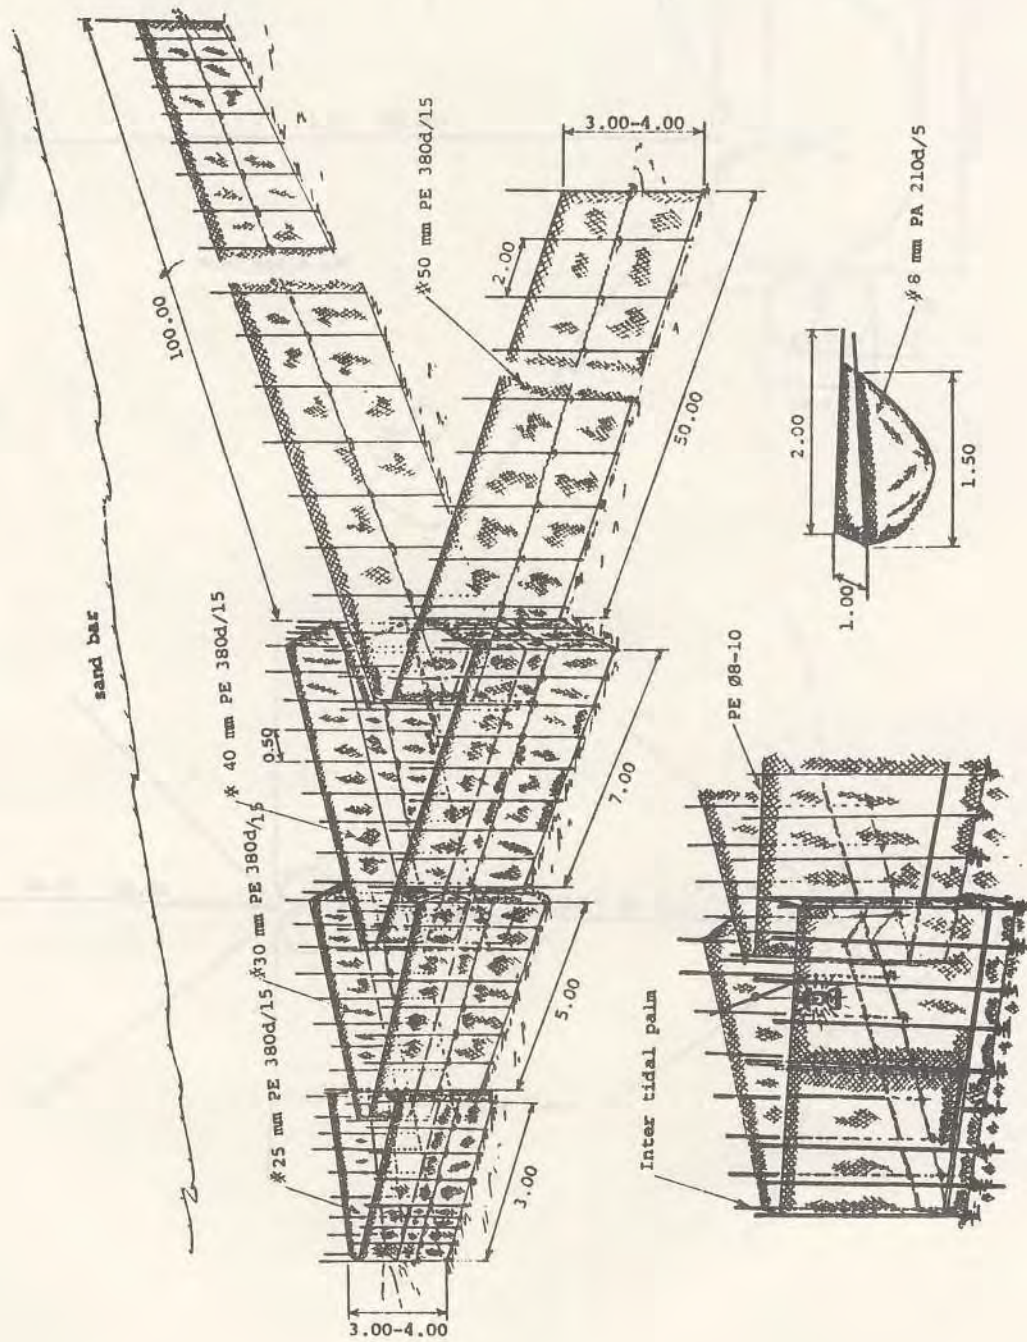 sand bar
100.00
3.00-4.00
※50 mm PE 380d/15
2.00
50.00
※ 40 mm PE 380d/15
0.50
※30 mm PE 380d/15
※25 mm PE 380d/15
7.00
5.00
3.00
3.00-4.00
Inter tidal palm
PE Ø8-10
2.00
1.00
1.50
※ 8 mm PA 210d/5